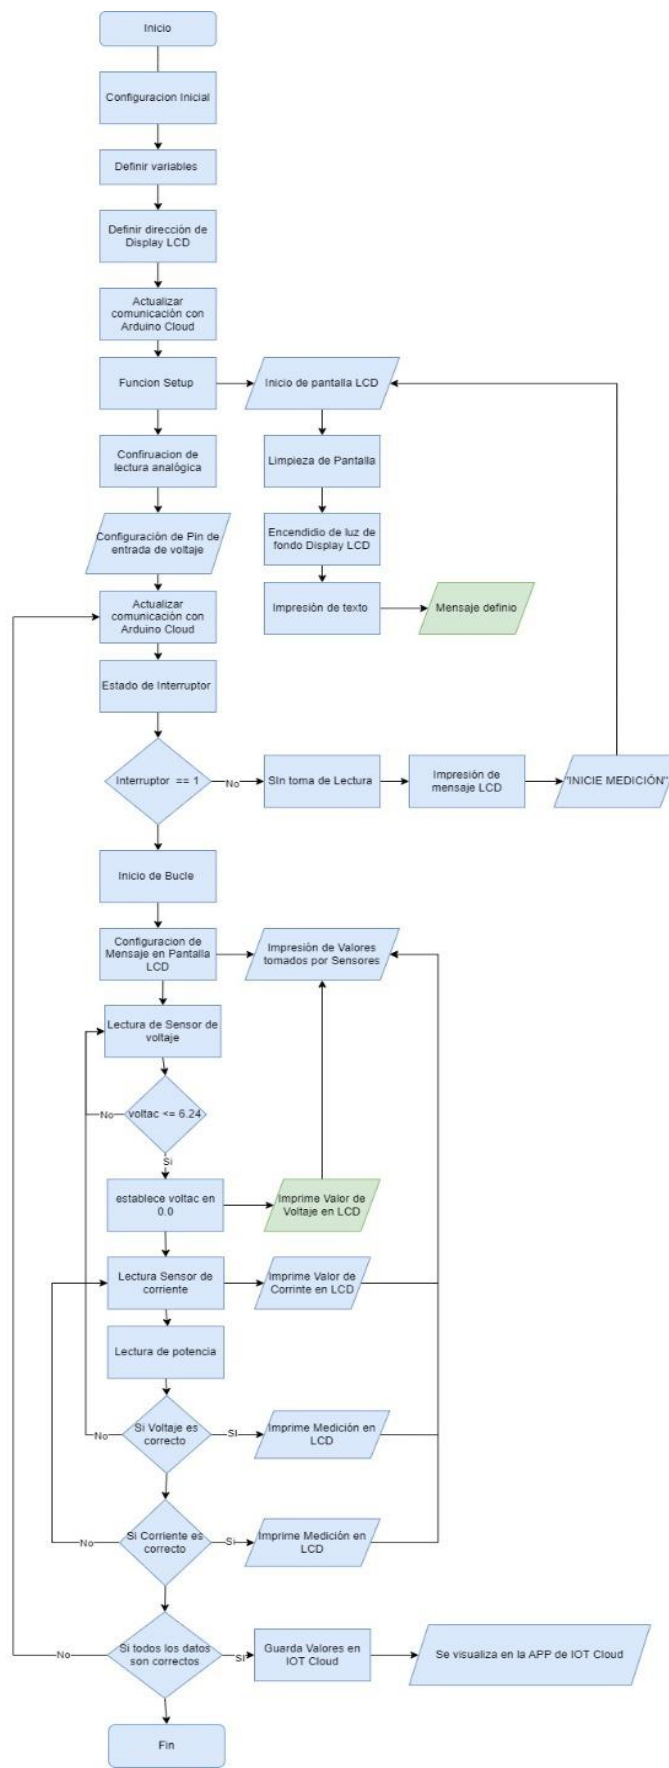 Inicio
Configuracion Inicial
Definir variables
Definir dirección de
Display LCD
Actualizar
comunicación con
Arduino Cloud
Funcion Setup
Inicio de pantalla LCD
Confiruacion de
lectura analógica
Limpieza de Pantalla
Configuración de Pin de
entrada de voltaje
Encendidio de luz de
fondo Display LCD
Actualizar
comunicación con
Arduino Cloud
Impresión de texto
Mensaje definio
Estado de Interruptor
Interruptor == 1
No
SIn toma de Lectura
Impresión de
mensaje LCD
"INICIE MEDICIÓN"
Inicio de Bucle
Configuracion de
Mensaje en Pantalla
LCD
Impresión de Valores
tomados por Sensores
Lectura de Sensor de
voltaje
No
voltac <= 6.24
Si
establece voltac en
0.0
Imprime Valor de
Voltaje en LCD
Lectura Sensor de
corriente
Imprime Valor de
Corrinte en LCD
Lectura de potencia
No
Si Voltaje es
correcto
SI
Imprime Medición en
LCD
No
Si Corriente es
correcto
Si
Imprime Medición en
LCD
No
Si todos los datos
son correctos
Si
Guarda Valores en
IOT Cloud
Se visualiza en la APP de IOT Cloud
Fin